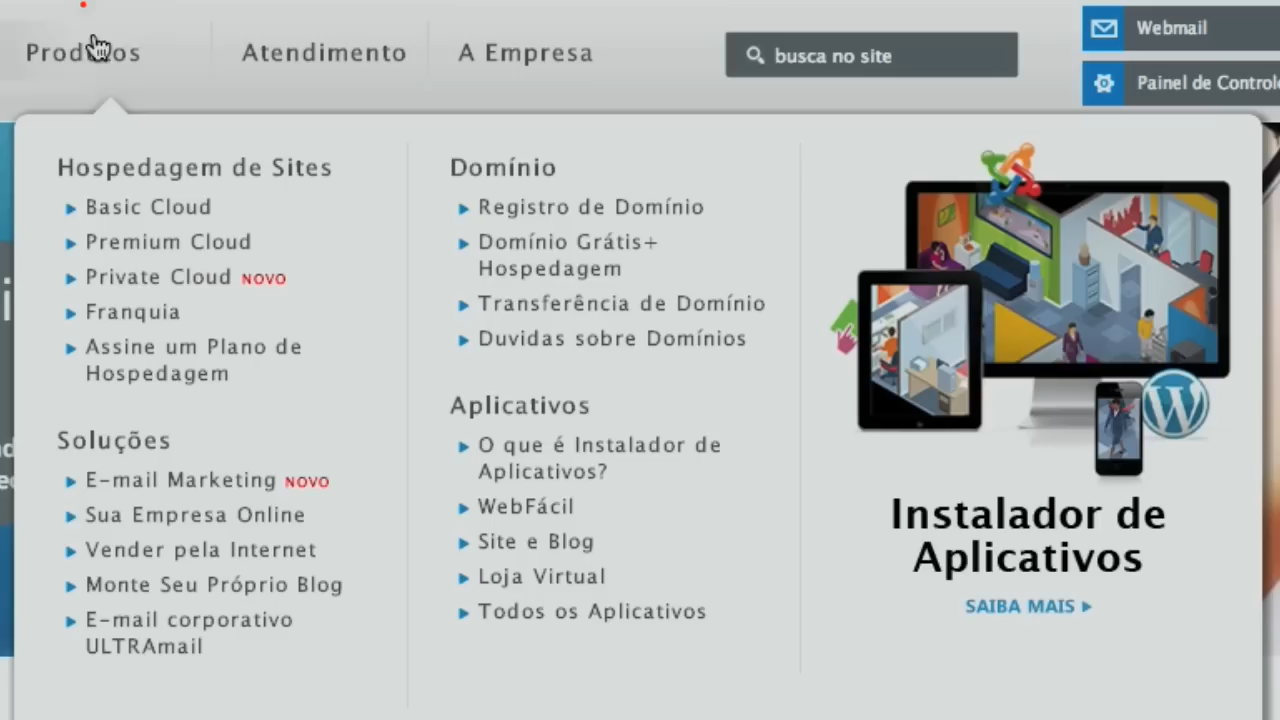 Produtos
Atendimento
A Empresa
busca no site
Webmail
Painel de Controle
Hospedagem de Sites
Basic Cloud
Premium Cloud
Private Cloud NOVO
Franquia
Assine um Plano de
Hospedagem
Soluções
E-mail Marketing NOVO
Sua Empresa Online
Vender pela Internet
Monte Seu Próprio Blog
E-mail corporativo
ULTRAmail
Domínio
Registro de Domínio
Domínio Grátis+
Hospedagem
Transferência de Domínio
Duvidas sobre Domínios
Aplicativos
O que é Instalador de
Aplicativos?
WebFácil
Site e Blog
Loja Virtual
Todos os Aplicativos
Instalador de
Aplicativos
SAIBA MAIS